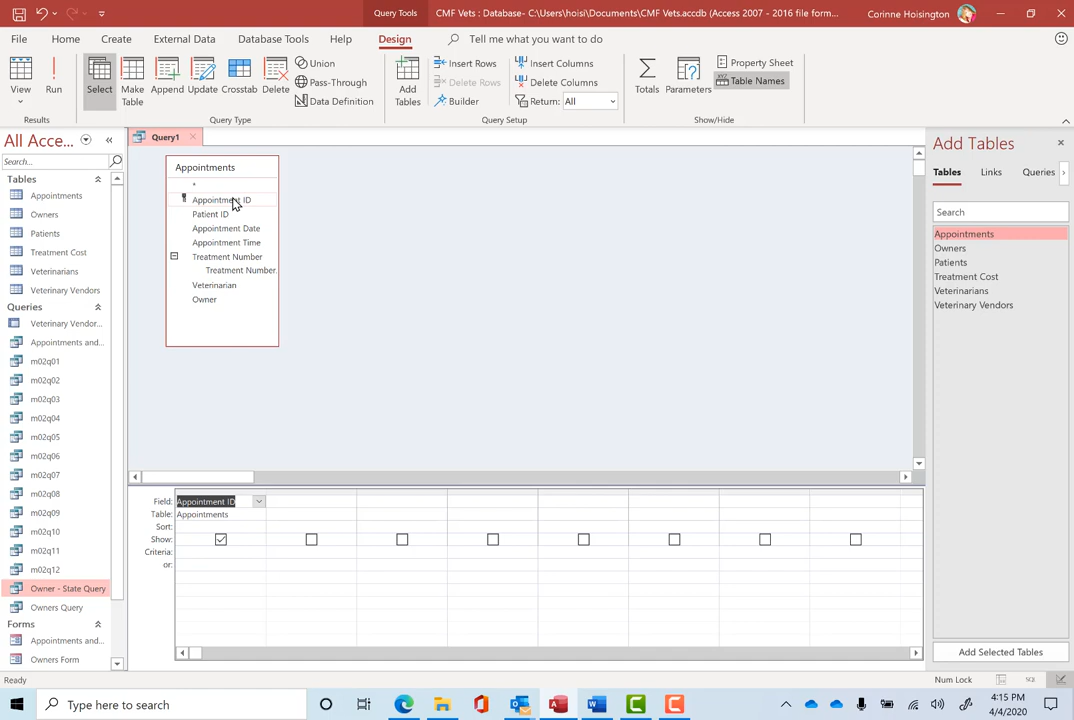 Query Tools
CMF Vets : Database- C:\Users\hoisi\Documents\CMF Vets.accdb (Access 2007 - 2016 file form...
Corinne Hoisington
File
Home
Create
External Data
Database Tools
Help
Design
Tell me what you want to do
View
Run
Select
Make Table
Append
Update
Crosstab
Delete
Union
Pass-Through
Data Definition
Add Tables
Insert Rows
Delete Rows
Builder
Insert Columns
Delete Columns
Return: All
Totals
Parameters
Property Sheet
Table Names
Results
Query Type
Query Setup
Show/Hide
All Acce...
Search...
Tables
Appointments
Owners
Patients
Treatment Cost
Veterinarians
Veterinary Vendors
Queries
Veterinary Vendor...
Appointments and...
m02q01
m02q02
m02q03
m02q04
m02q05
m02q06
m02q07
m02q08
m02q09
m02q10
m02q11
m02q12
Owner - State Query
Owners Query
Forms
Appointments and...
Owners Form
Query1
Appointments
*
Appointment ID
Patient ID
Appointment Date
Appointment Time
Treatment Number
Treatment Number.
Veterinarian
Owner
Field: Appointment ID
Table: Appointments
Sort:
Show:
Criteria:
or:
Add Tables
Tables
Links
Queries
Search
Appointments
Owners
Patients
Treatment Cost
Veterinarians
Veterinary Vendors
Add Selected Tables
Ready
Num Lock
SQL
Type here to search
4:15 PM
4/4/2020